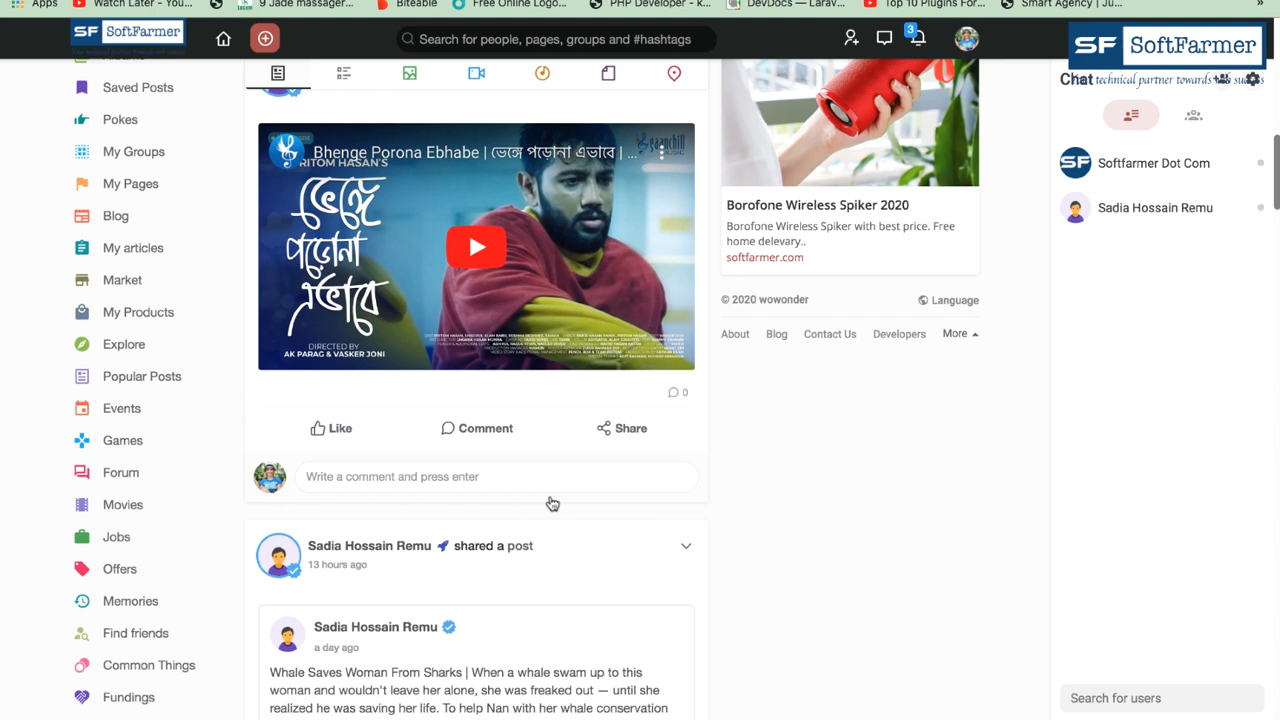 Apps
Watch Later - You...
9 Jade massager...
Biteable
Free Online Logo...
PHP Developer - k...
DevDocs — Larav...
Top 10 Plugins For...
Smart Agency | Ju...
»
SF SoftFarmer
Search for people, pages, groups and #hashtags
3
SF SoftFarmer
technical partner towards
Chat
Saved Posts
Pokes
My Groups
My Pages
Blog
My articles
Market
My Products
Explore
Popular Posts
Events
Games
Forum
Movies
Jobs
Offers
Memories
Find friends
Common Things
Fundings
Bhenge Porona Ebhabe | ভেঙ্গে পড়োনা এভাবে | ...
gaanchill
MUSIC
PRITOM HASAN'S
ভেঙ্গে
পড়োনা
এভাবে
DIRECTED BY
AK PARAG & VASKER JONI
0
Like
Comment
Share
Write a comment and press enter
Sadia Hossain Remu shared a post
13 hours ago
Sadia Hossain Remu
a day ago
Whale Saves Woman From Sharks | When a whale swam up to this
woman and wouldn't leave her alone, she was freaked out — until she
realized he was saving her life. To help Nan with her whale conservation
Borofone Wireless Spiker 2020
Borofone Wireless Spiker with best price. Free
home delevary..
softfarmer.com
© 2020 wowonder
Language
About
Blog
Contact Us
Developers
More
SF
Softfarmer Dot Com
Sadia Hossain Remu
Search for users